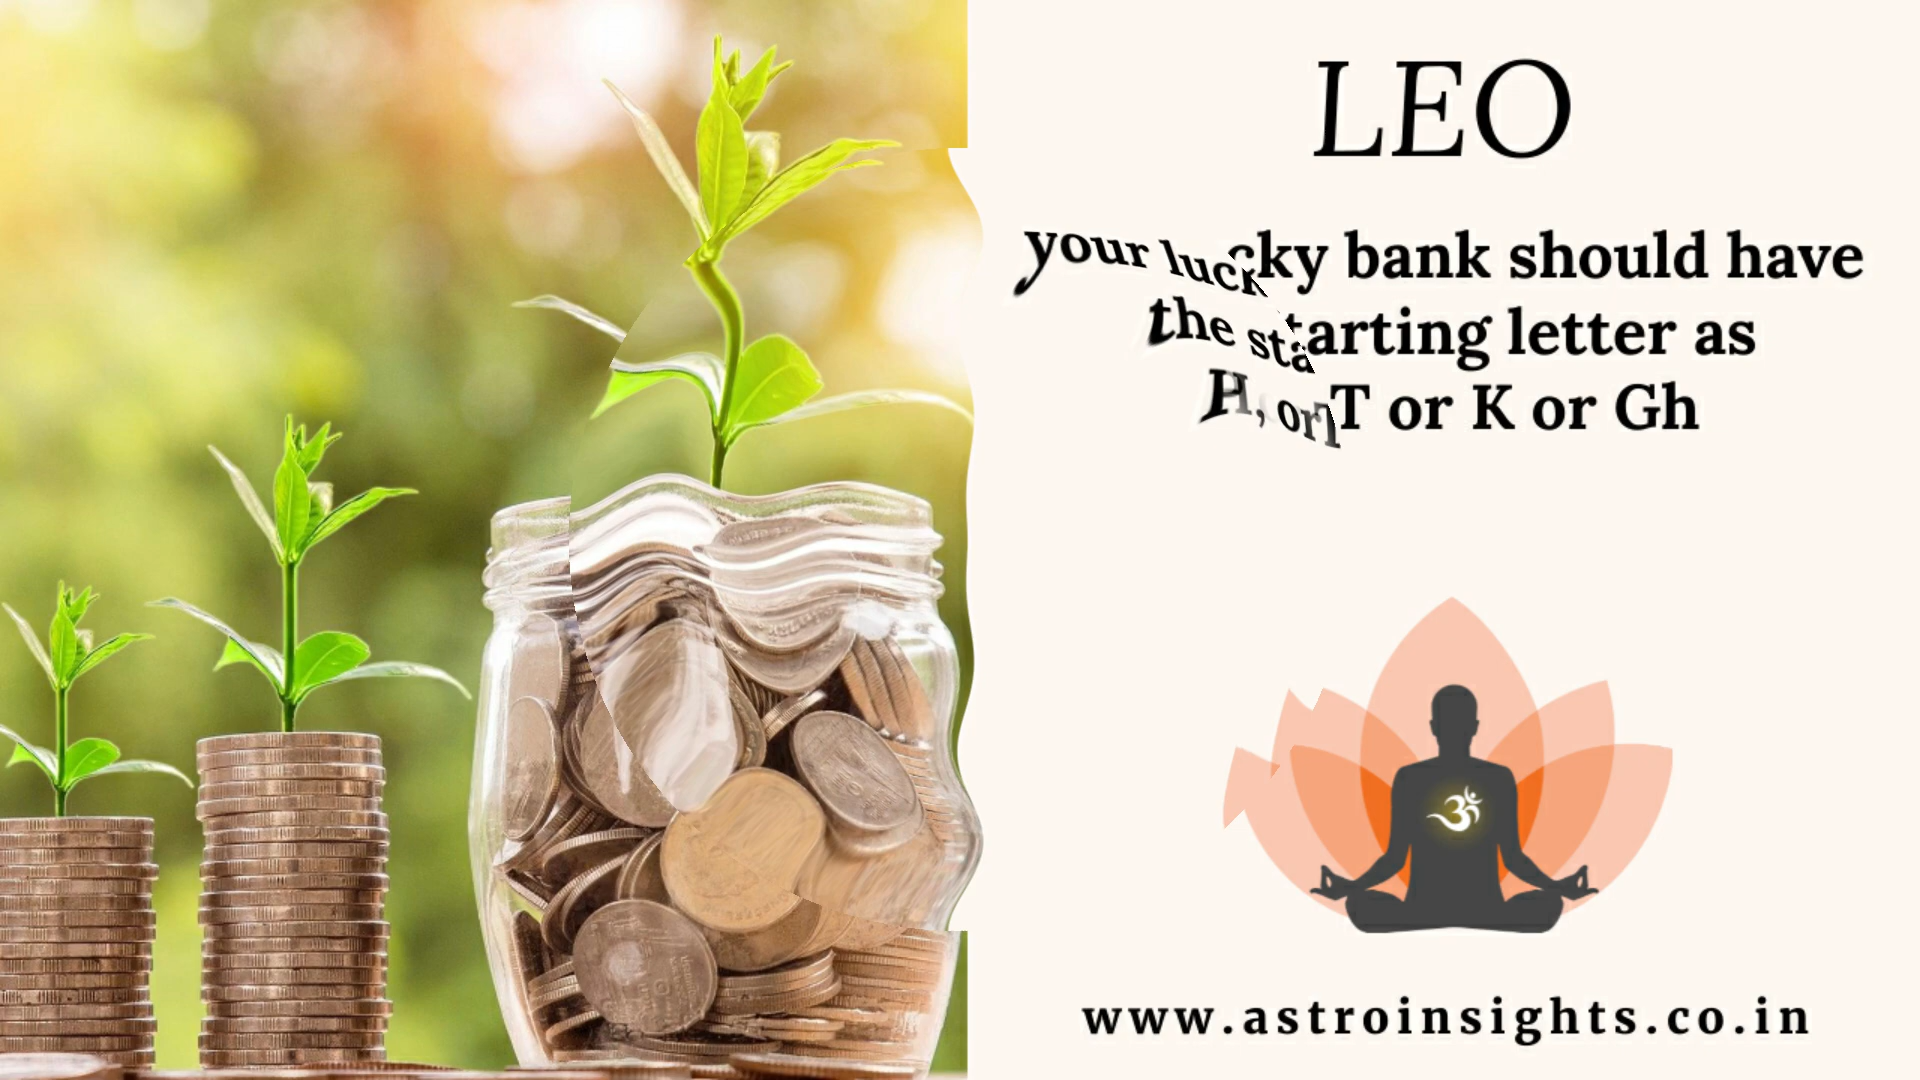 LEO
your lucky bank should have
the starting letter as
or T or K or Gh
www.astroinsights.co.in